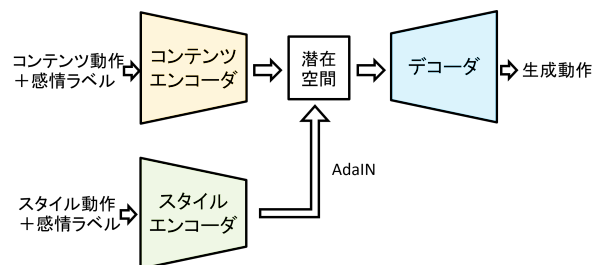 コンテンツ動作
＋感情ラベル
コンテンツ
エンコーダ
潜在
空間
デコーダ
生成動作
AdaIN
スタイル動作
＋感情ラベル
スタイル
エンコーダ